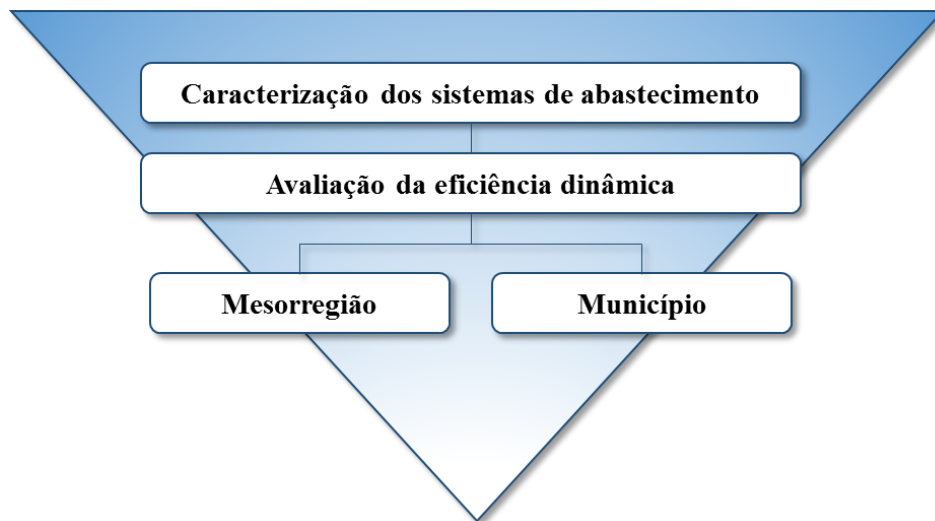 Caracterização dos sistemas de abastecimento
Avaliação da eficiência dinâmica
Mesorregião
Município